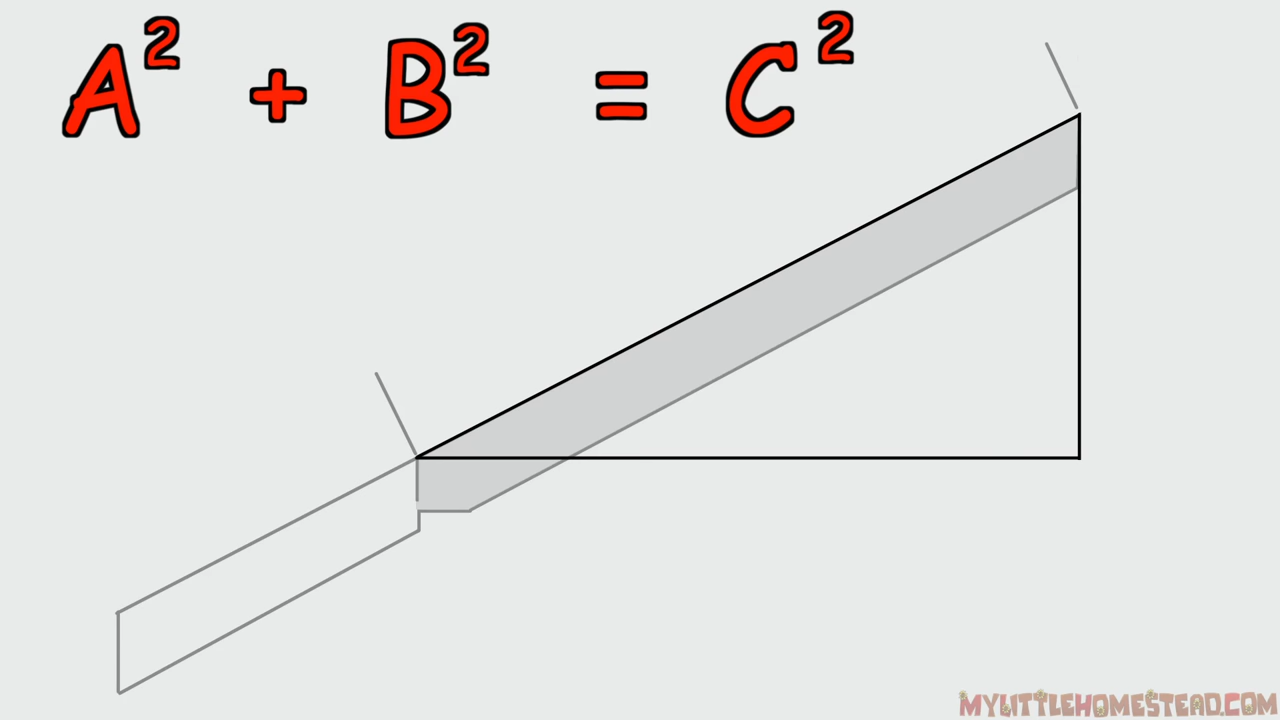 A² + B² = C²
MYLITTLEHOMESTEAD.COM